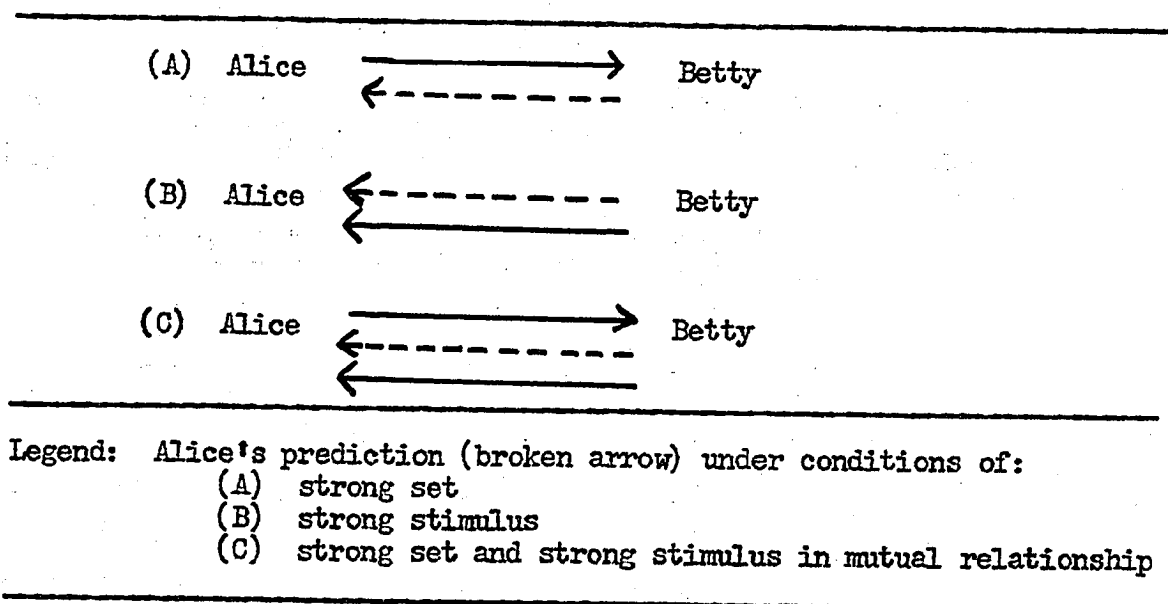 (A) Alice Betty
(B) Alice Betty
(C) Alice Betty
Legend: Alice's prediction (broken arrow) under conditions of:
(A) strong set
(B) strong stimulus
(C) strong set and strong stimulus in mutual relationship